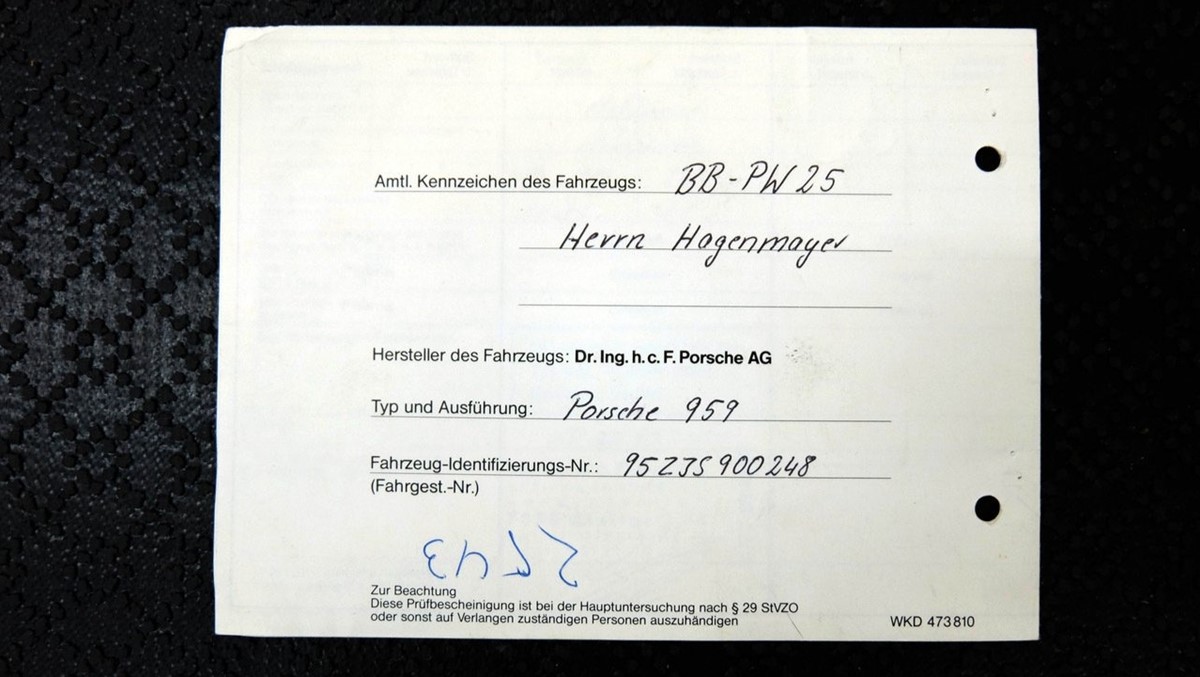 Amtl. Kennzeichen des Fahrzeugs: BB-PW 25
Herrn Hagenmayer
Hersteller des Fahrzeugs: Dr. Ing. h. c. F. Porsche AG
Typ und Ausführung: Porsche 959
Fahrzeug-Identifizierungs-Nr.: 95ZJS900248
(Fahrgest.-Nr.)
Zur Beachtung
Diese Prüfbescheinigung ist bei der Hauptuntersuchung nach § 29 StVZO
oder sonst auf Verlangen zuständigen Personen auszuhändigen
WKD 473 810